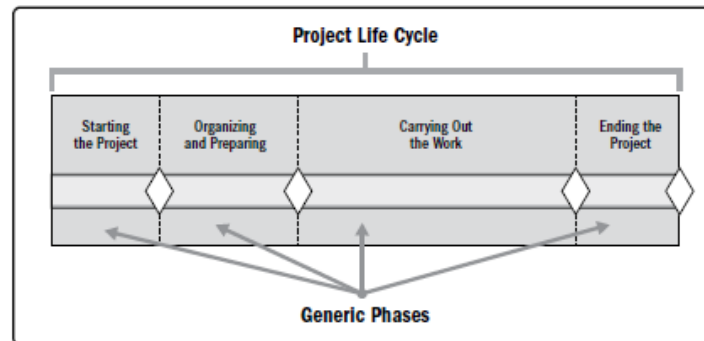 Project Life Cycle
Starting
the Project
Organizing
and Preparing
Carrying Out
the Work
Ending the
Project
Generic Phases